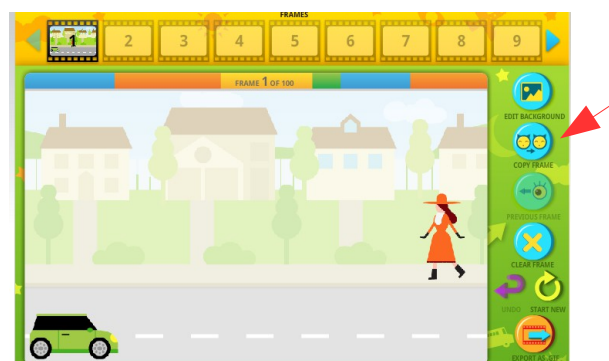 FRAMES
1 2 3 4 5 6 7 8 9
FRAME 1 OF 100
EDIT BACKGROUND
COPY FRAME
PREVIOUS FRAME
CLEAR FRAME
UNDO START NEW
EXPORT AS GIF